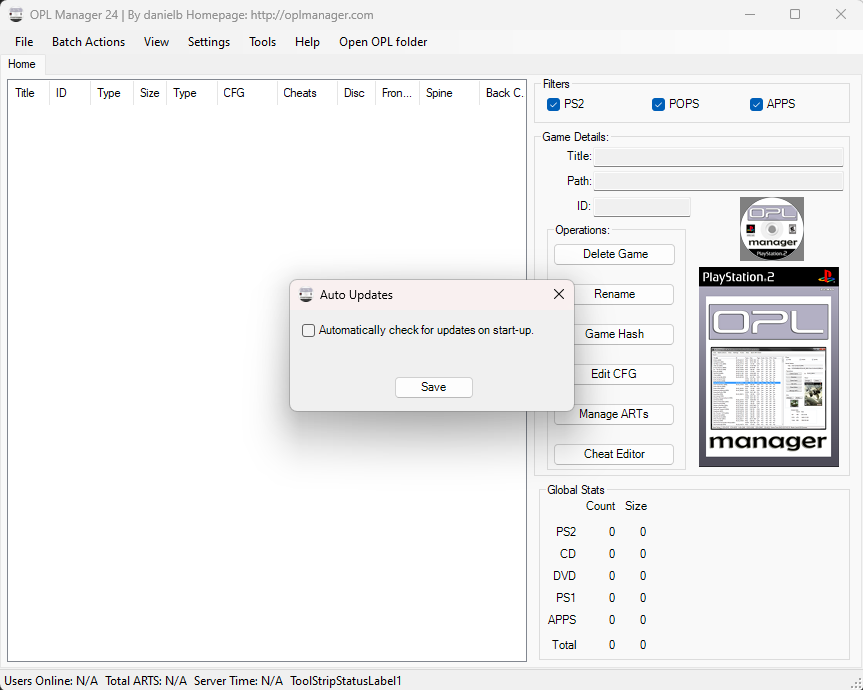 OPL Manager 24 | By danielb Homepage: http://oplmanager.com
File Batch Actions View Settings Tools Help Open OPL folder
Home
Title ID Type Size Type CFG Cheats Disc Fron... Spine Back C.
Filters
PS2 POPS APPS
Game Details:
Title:
Path:
ID:
OPL
manager
PlayStation.2
Operations:
Delete Game
Rename
Game Hash
Edit CFG
Manage ARTs
Cheat Editor
PlayStation.2
OPL
manager
Auto Updates
Automatically check for updates on start-up.
Save
Global Stats
Count Size
PS2 0 0
CD 0 0
DVD 0 0
PS1 0 0
APPS 0 0
Total 0 0
Users Online: N/A Total ARTS: N/A Server Time: N/A ToolStripStatusLabel1